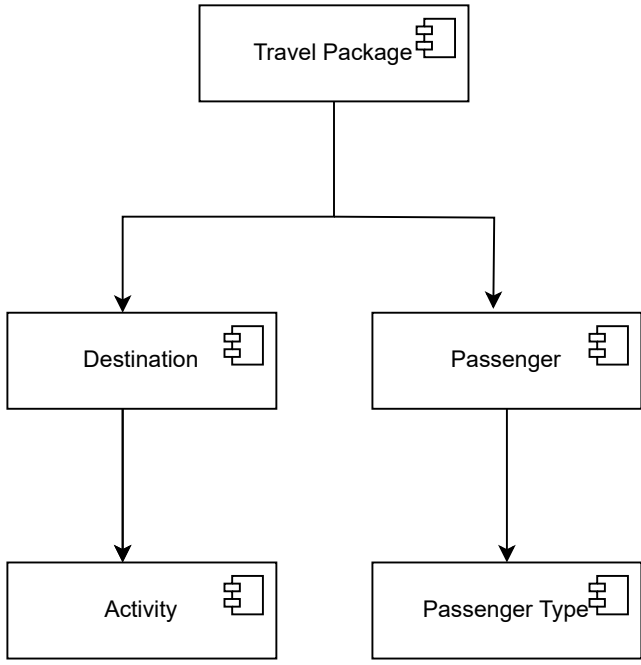 Travel Package
Destination
Passenger
Activity
Passenger Type